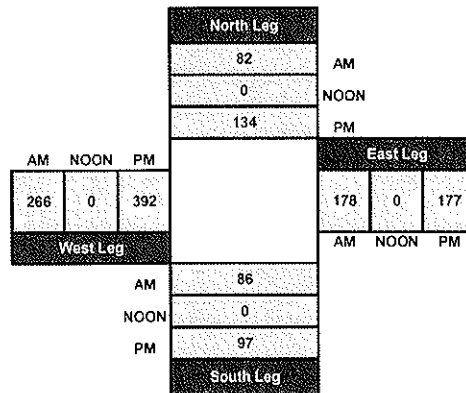 North Leg
82 AM
0 NOON
134 PM
AM NOON PM
East Leg
266 0 392
178 0 177
West Leg
AM NOON PM
AM 86
NOON 0
PM 97
South Leg